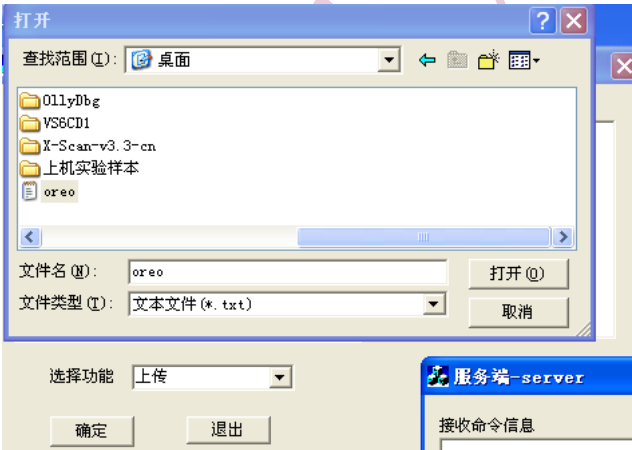 打开
查找范围(I): 桌面
OllyDbg
VS6CD1
X-Scan-v3.3-cn
上机实验样本
oreo
文件名(N): oreo 打开(O)
文件类型(T): 文本文件(*.txt) 取消
选择功能 上传
服务端-server
确定 退出
接收命令信息